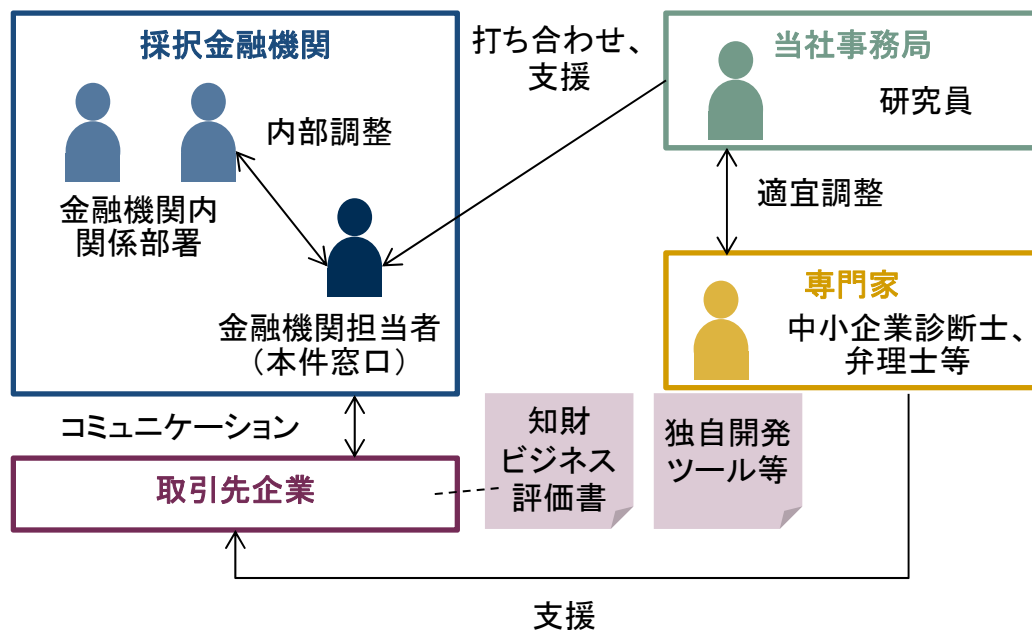 採択金融機関
内部調整
金融機関内
関係部署
金融機関担当者
（本件窓口）
打ち合わせ、
支援
当社事務局
研究員
適宜調整
専門家
中小企業診断士、
弁理士等
コミュニケーション
取引先企業
知財
ビジネス
評価書
独自開発
ツール等
支援